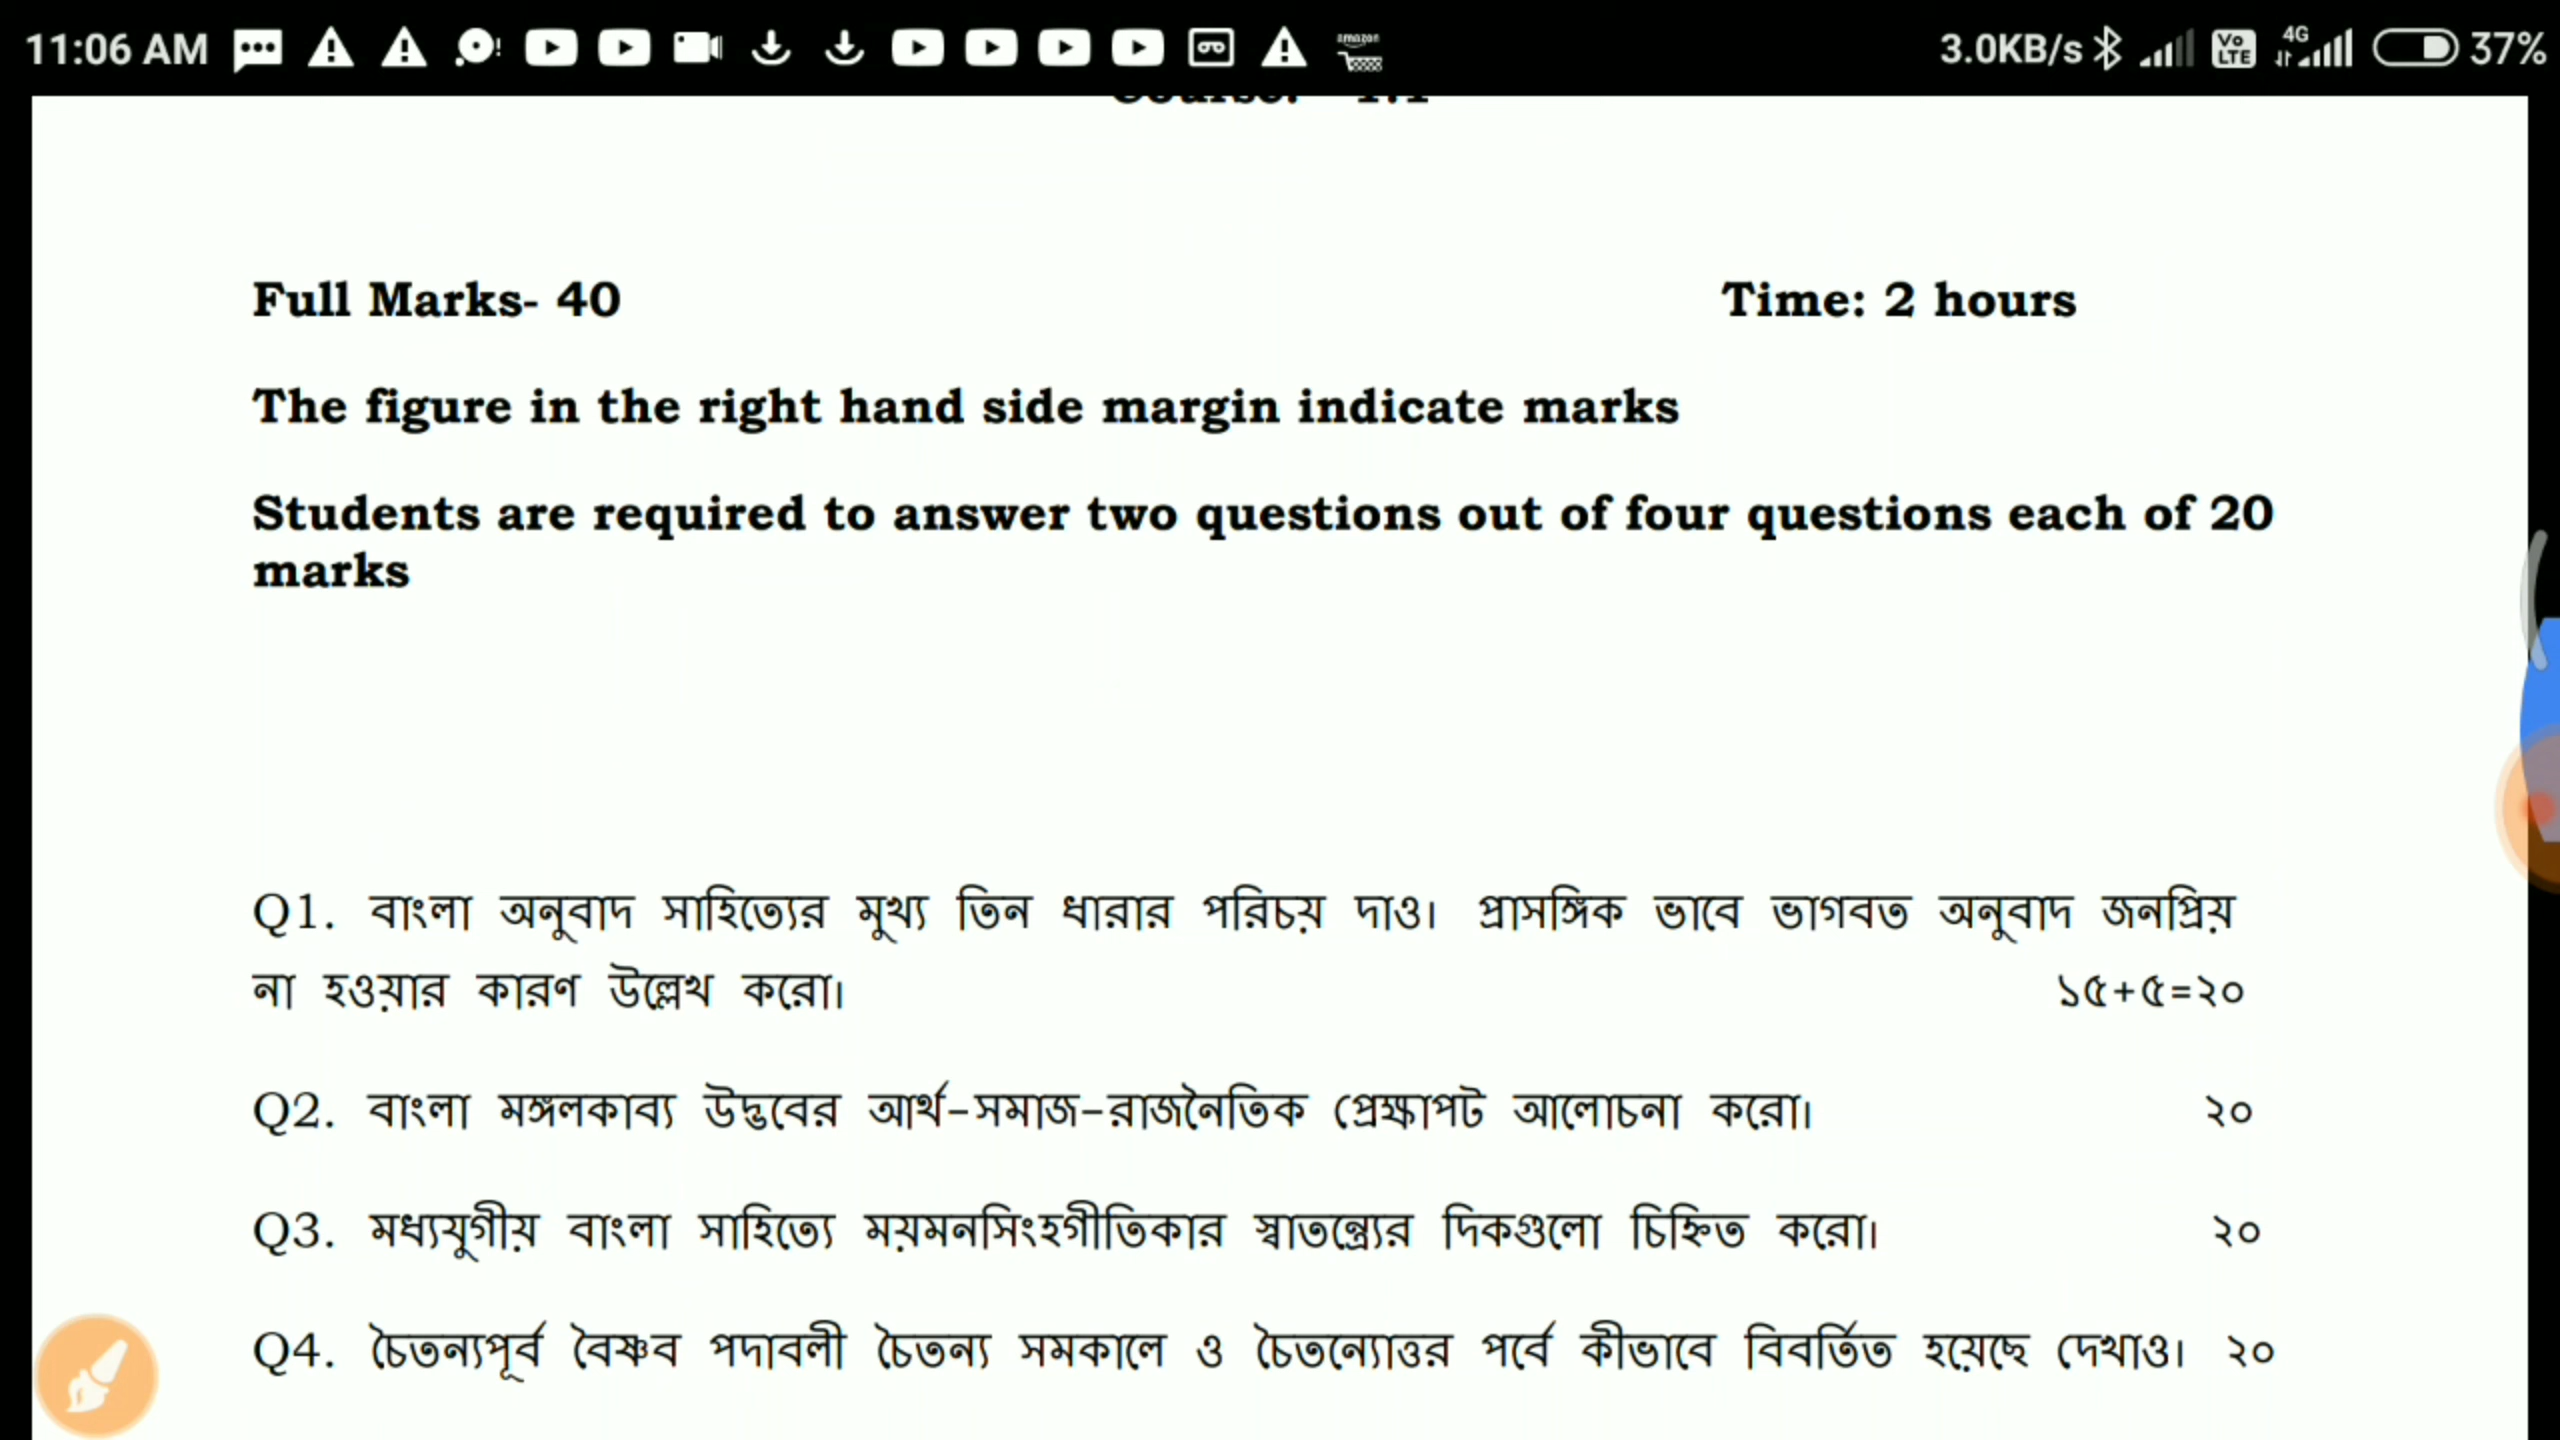 11:06 AM 3.0KB/s Vo LTE 4G 37%
amazon
Full Marks- 40 Time: 2 hours
The figure in the right hand side margin indicate marks
Students are required to answer two questions out of four questions each of 20
marks
Q1. বাংলা অনুবাদ সাহিত্যের মুখ্য তিন ধারার পরিচয় দাও। প্রাসঙ্গিক ভাবে ভাগবত অনুবাদ জনপ্রিয়
না হওয়ার কারণ উল্লেখ করো। ১৫+৫=২০
Q2. বাংলা মঙ্গলকাব্য উদ্ভবের আর্থ-সমাজ-রাজনৈতিক প্রেক্ষাপট আলোচনা করো। ২০
Q3. মধ্যযুগীয় বাংলা সাহিত্যে ময়মনসিংহগীতিকার স্বাতন্ত্র্যের দিকগুলো চিহ্নিত করো। ২০
Q4. চৈতন্যপূর্ব বৈষ্ণব পদাবলী চৈতন্য সমকালে ও চৈতন্যোত্তর পর্বে কীভাবে বিবর্তিত হয়েছে দেখাও। ২০